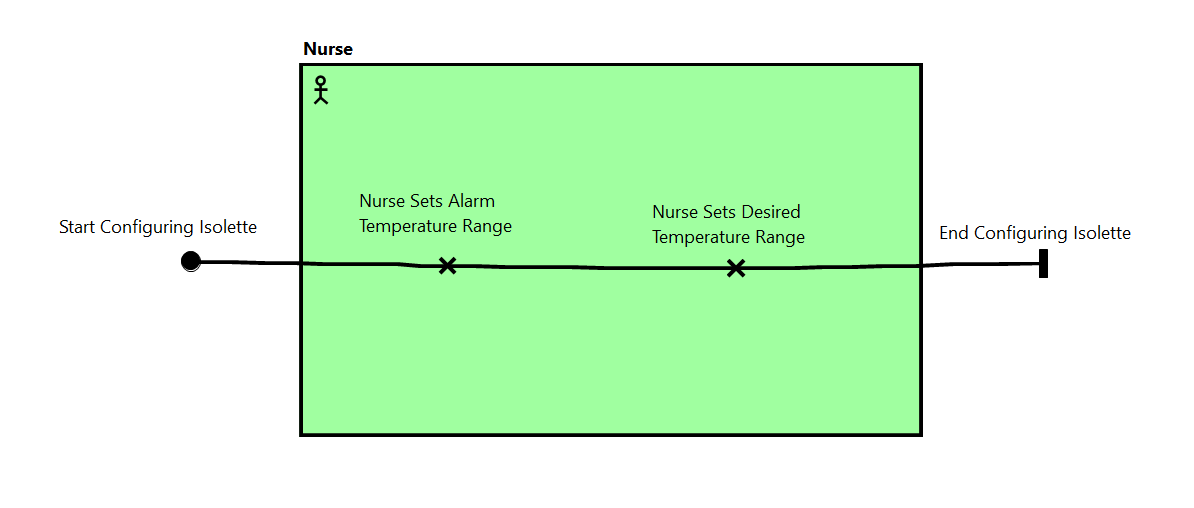 Nurse
Nurse Sets Alarm
Temperature Range
Nurse Sets Desired
Temperature Range
Start Configuring Isolette
End Configuring Isolette